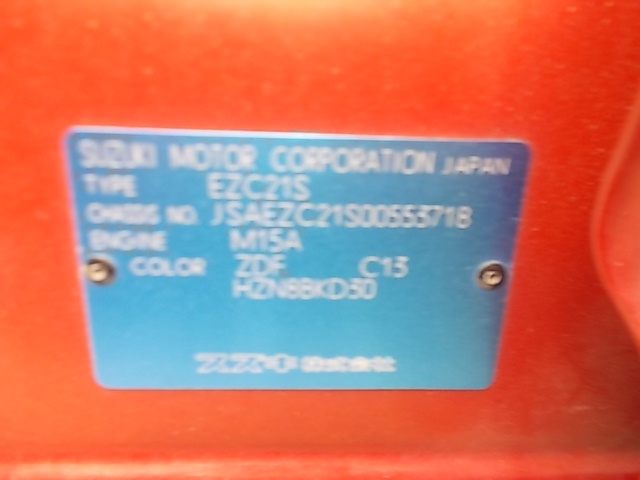 SUZUKI MOTOR CORPORATION JAPAN
TYPE EZC21S
CHASSIS NO. JSAEZC21S00553718
ENGINE M15A
COLOR ZDF C13
HZN8BKD30